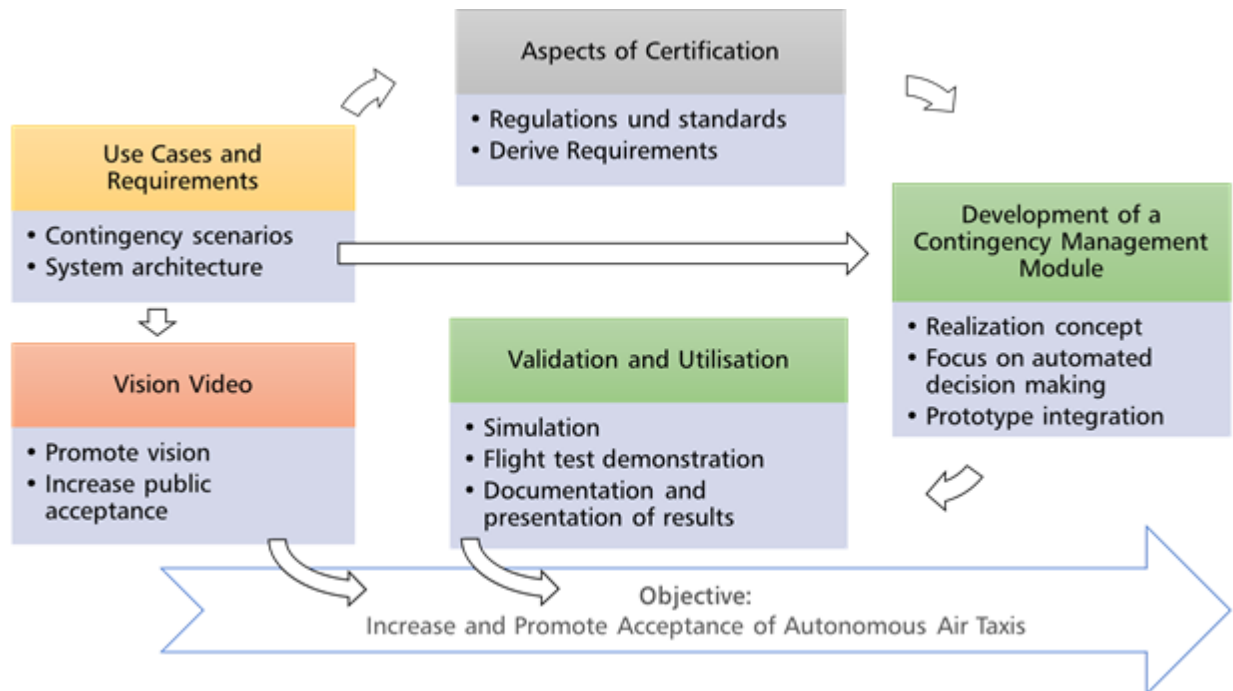 Aspects of Certification
• Regulations und standards
• Derive Requirements
Use Cases and
Requirements
• Contingency scenarios
• System architecture
Development of a
Contingency Management
Module
• Realization concept
• Focus on automated
decision making
• Prototype integration
Vision Video
• Promote vision
• Increase public
acceptance
Validation and Utilisation
• Simulation
• Flight test demonstration
• Documentation and
presentation of results
Objective:
Increase and Promote Acceptance of Autonomous Air Taxis